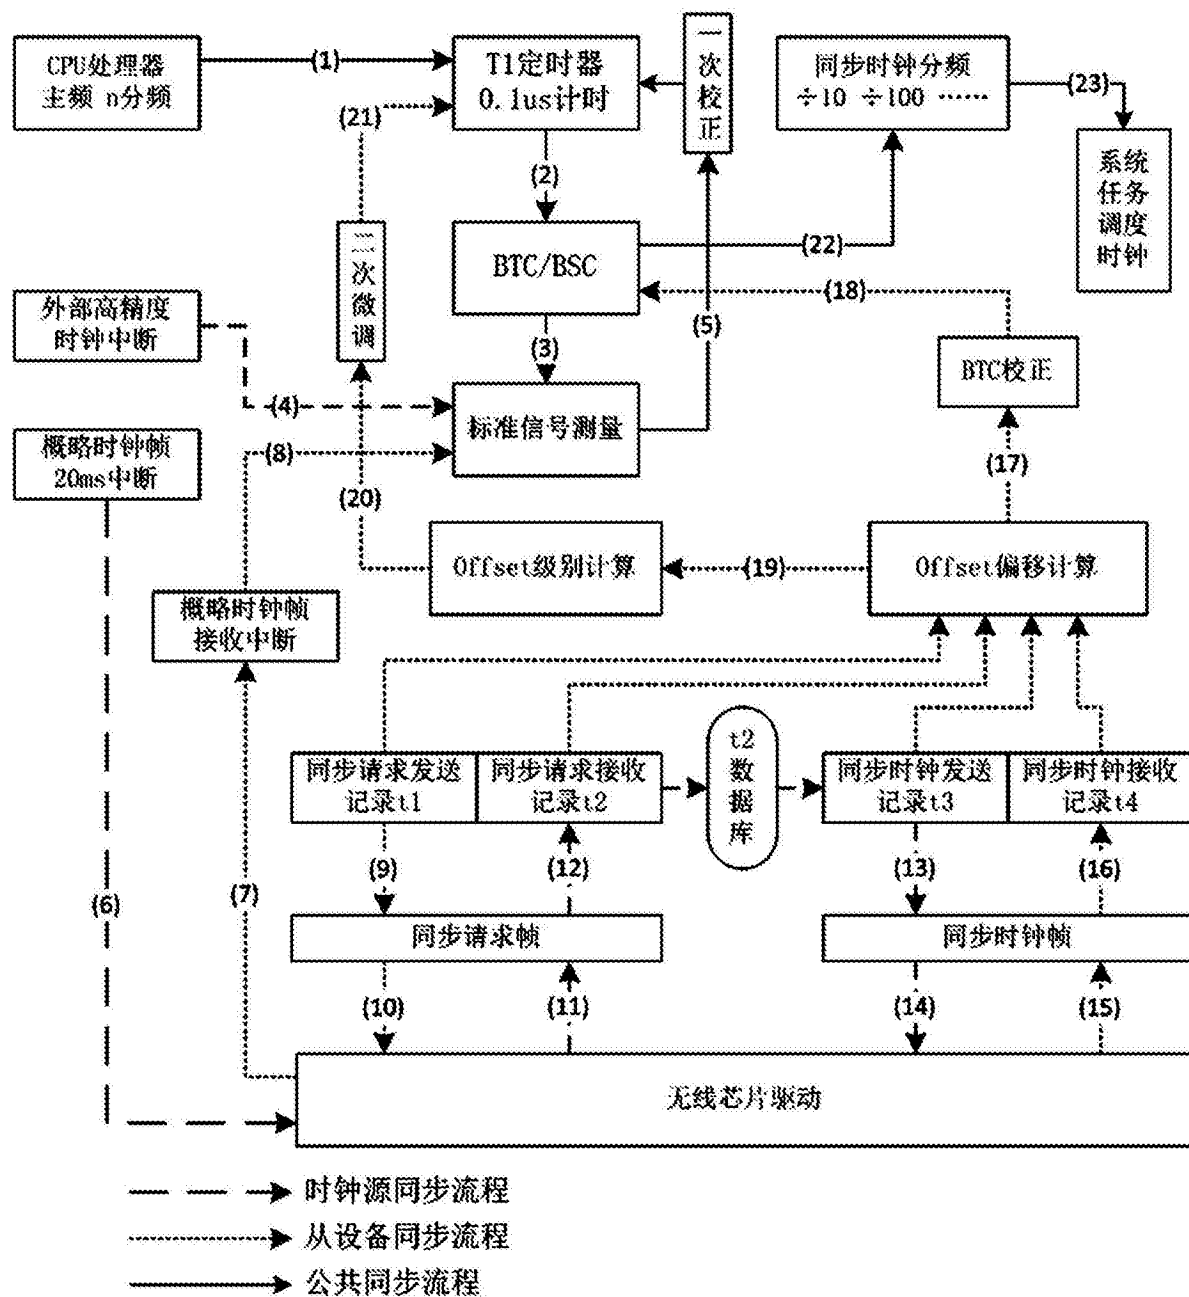 CPU处理器
主频 n分频
(1)
T1定时器
0.1us计时
一次校正
同步时钟分频
÷10 ÷100 ……
(23)
系统
任务
调度
时钟
(21)
(2)
二次微调
BTC/BSC
(22)
(18)
外部高精度
时钟中断
(3)
(5)
BTC校正
(4)
标准信号测量
概略时钟帧
20ms中断
(8)
(20)
(17)
Offset级别计算
(19)
Offset偏移计算
概略时钟帧
接收中断
同步请求发送
记录t1
同步请求接收
记录t2
t2
数
据
库
同步时钟发送
记录t3
同步时钟接收
记录t4
(6)
(7)
(9)
(12)
(13)
(16)
同步请求帧
同步时钟帧
(10)
(11)
(14)
(15)
无线芯片驱动
时钟源同步流程
从设备同步流程
公共同步流程